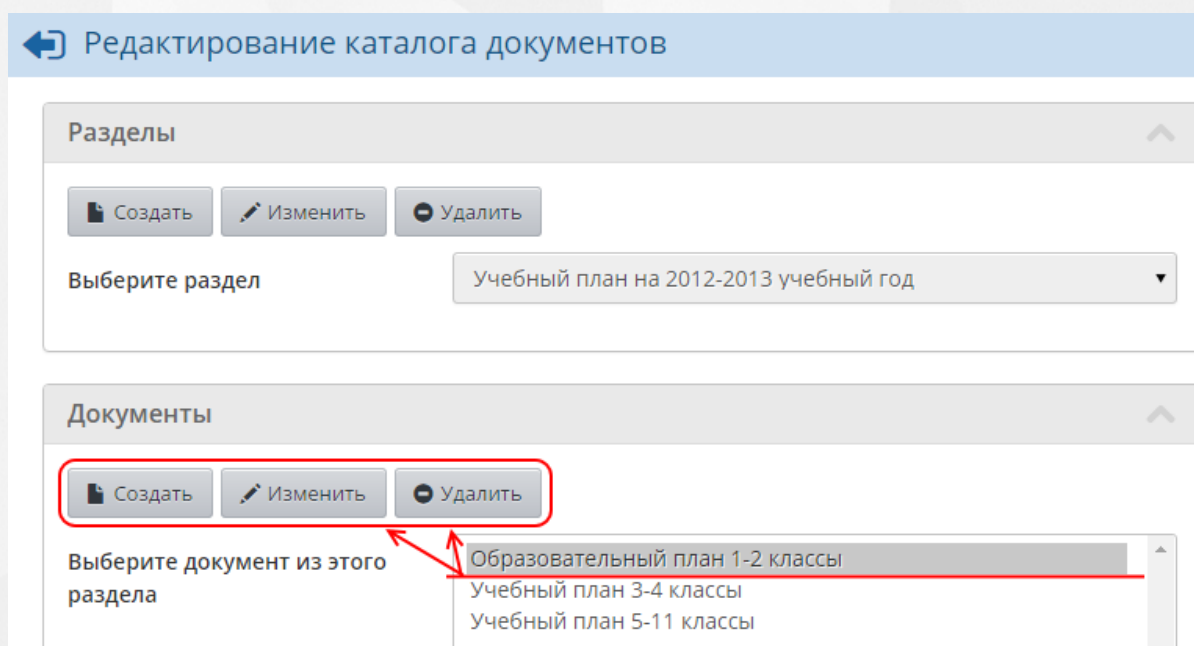 Редактирование каталога документов
Разделы
Создать Изменить Удалить
Выберите раздел Учебный план на 2012-2013 учебный год
Документы
Создать Изменить Удалить
Выберите документ из этого раздела
Образовательный план 1-2 классы
Учебный план 3-4 классы
Учебный план 5-11 классы